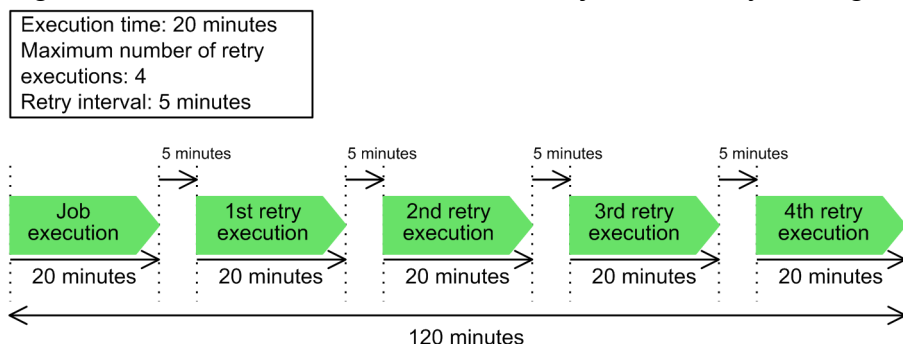 Execution time: 20 minutes
Maximum number of retry
executions: 4
Retry interval: 5 minutes
5 minutes
5 minutes
5 minutes
5 minutes
Job
execution
1st retry
execution
2nd retry
execution
3rd retry
execution
4th retry
execution
20 minutes
20 minutes
20 minutes
20 minutes
20 minutes
120 minutes